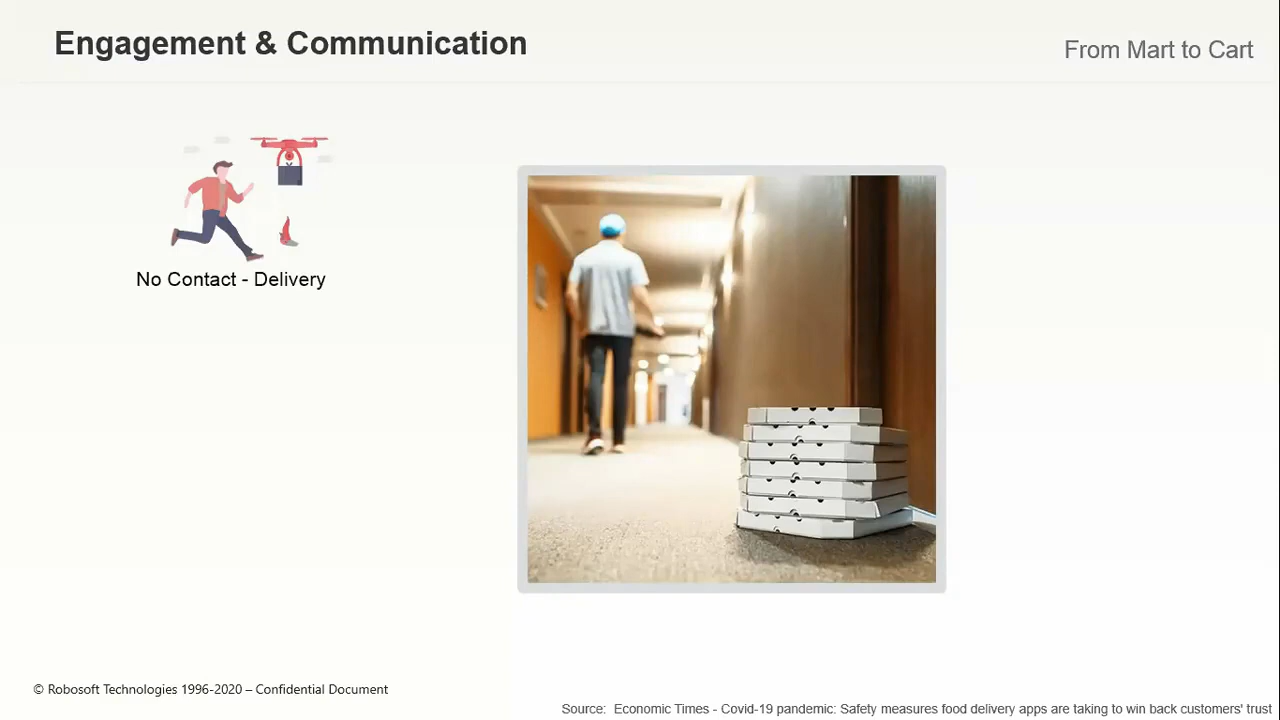 Engagement & Communication
From Mart to Cart
No Contact - Delivery
© Robosoft Technologies 1996-2020 – Confidential Document
Source:  Economic Times - Covid-19 pandemic: Safety measures food delivery apps are taking to win back customers' trust